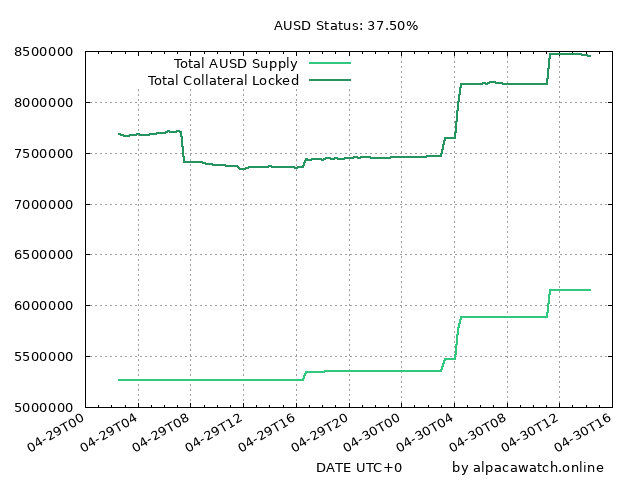 AUSD Status: 37.50%
8500000
Total AUSD Supply
Total Collateral Locked
8000000
7500000
7000000
6500000
6000000
5500000
5000000
04-29T00 04-29T04 04-29T08 04-29T12 04-29T16 04-29T20 04-30T00 04-30T04 04-30T08 04-30T12 04-30T16
DATE UTC+0 by alpacawatch.online